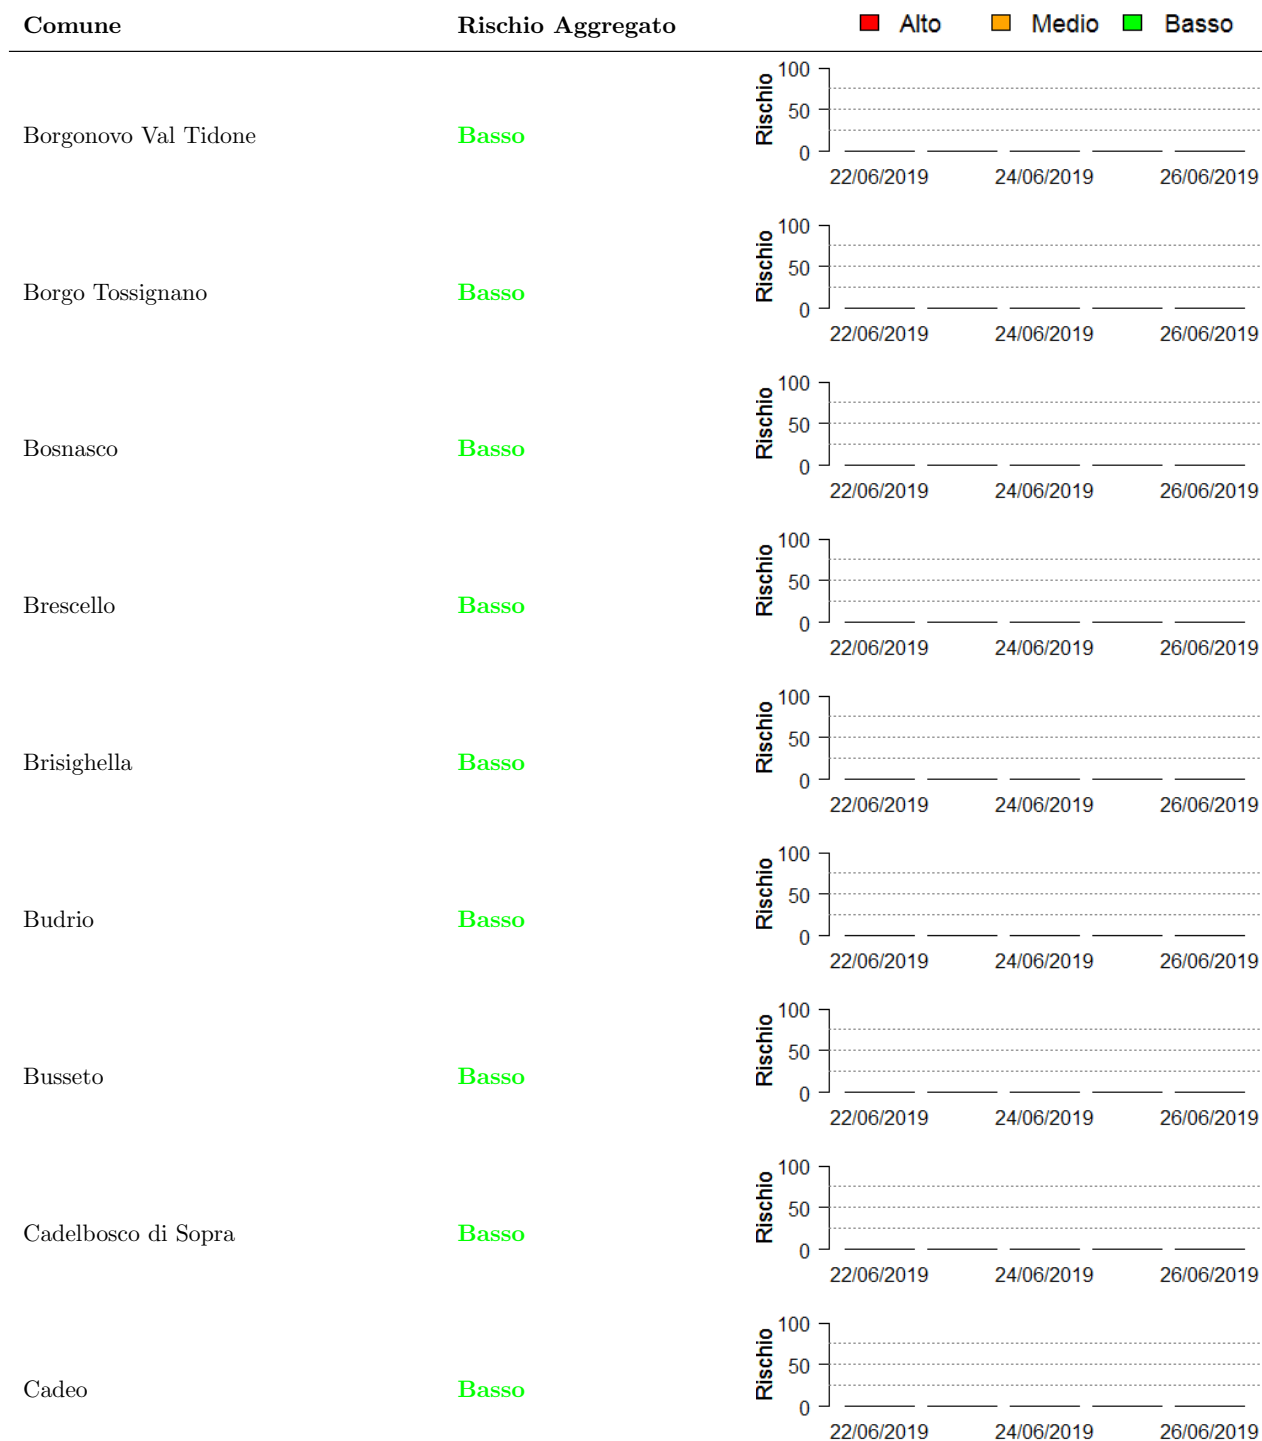 Comune Rischio Aggregato Alto Medio Basso
Borgonovo Val Tidone Basso
Rischio
100
50
0
22/06/2019 24/06/2019 26/06/2019
Borgo Tossignano Basso
Rischio
100
50
0
22/06/2019 24/06/2019 26/06/2019
Bosnasco Basso
Rischio
100
50
0
22/06/2019 24/06/2019 26/06/2019
Brescello Basso
Rischio
100
50
0
22/06/2019 24/06/2019 26/06/2019
Brisighella Basso
Rischio
100
50
0
22/06/2019 24/06/2019 26/06/2019
Budrio Basso
Rischio
100
50
0
22/06/2019 24/06/2019 26/06/2019
Busseto Basso
Rischio
100
50
0
22/06/2019 24/06/2019 26/06/2019
Cadelbosco di Sopra Basso
Rischio
100
50
0
22/06/2019 24/06/2019 26/06/2019
Cadeo Basso
Rischio
100
50
0
22/06/2019 24/06/2019 26/06/2019